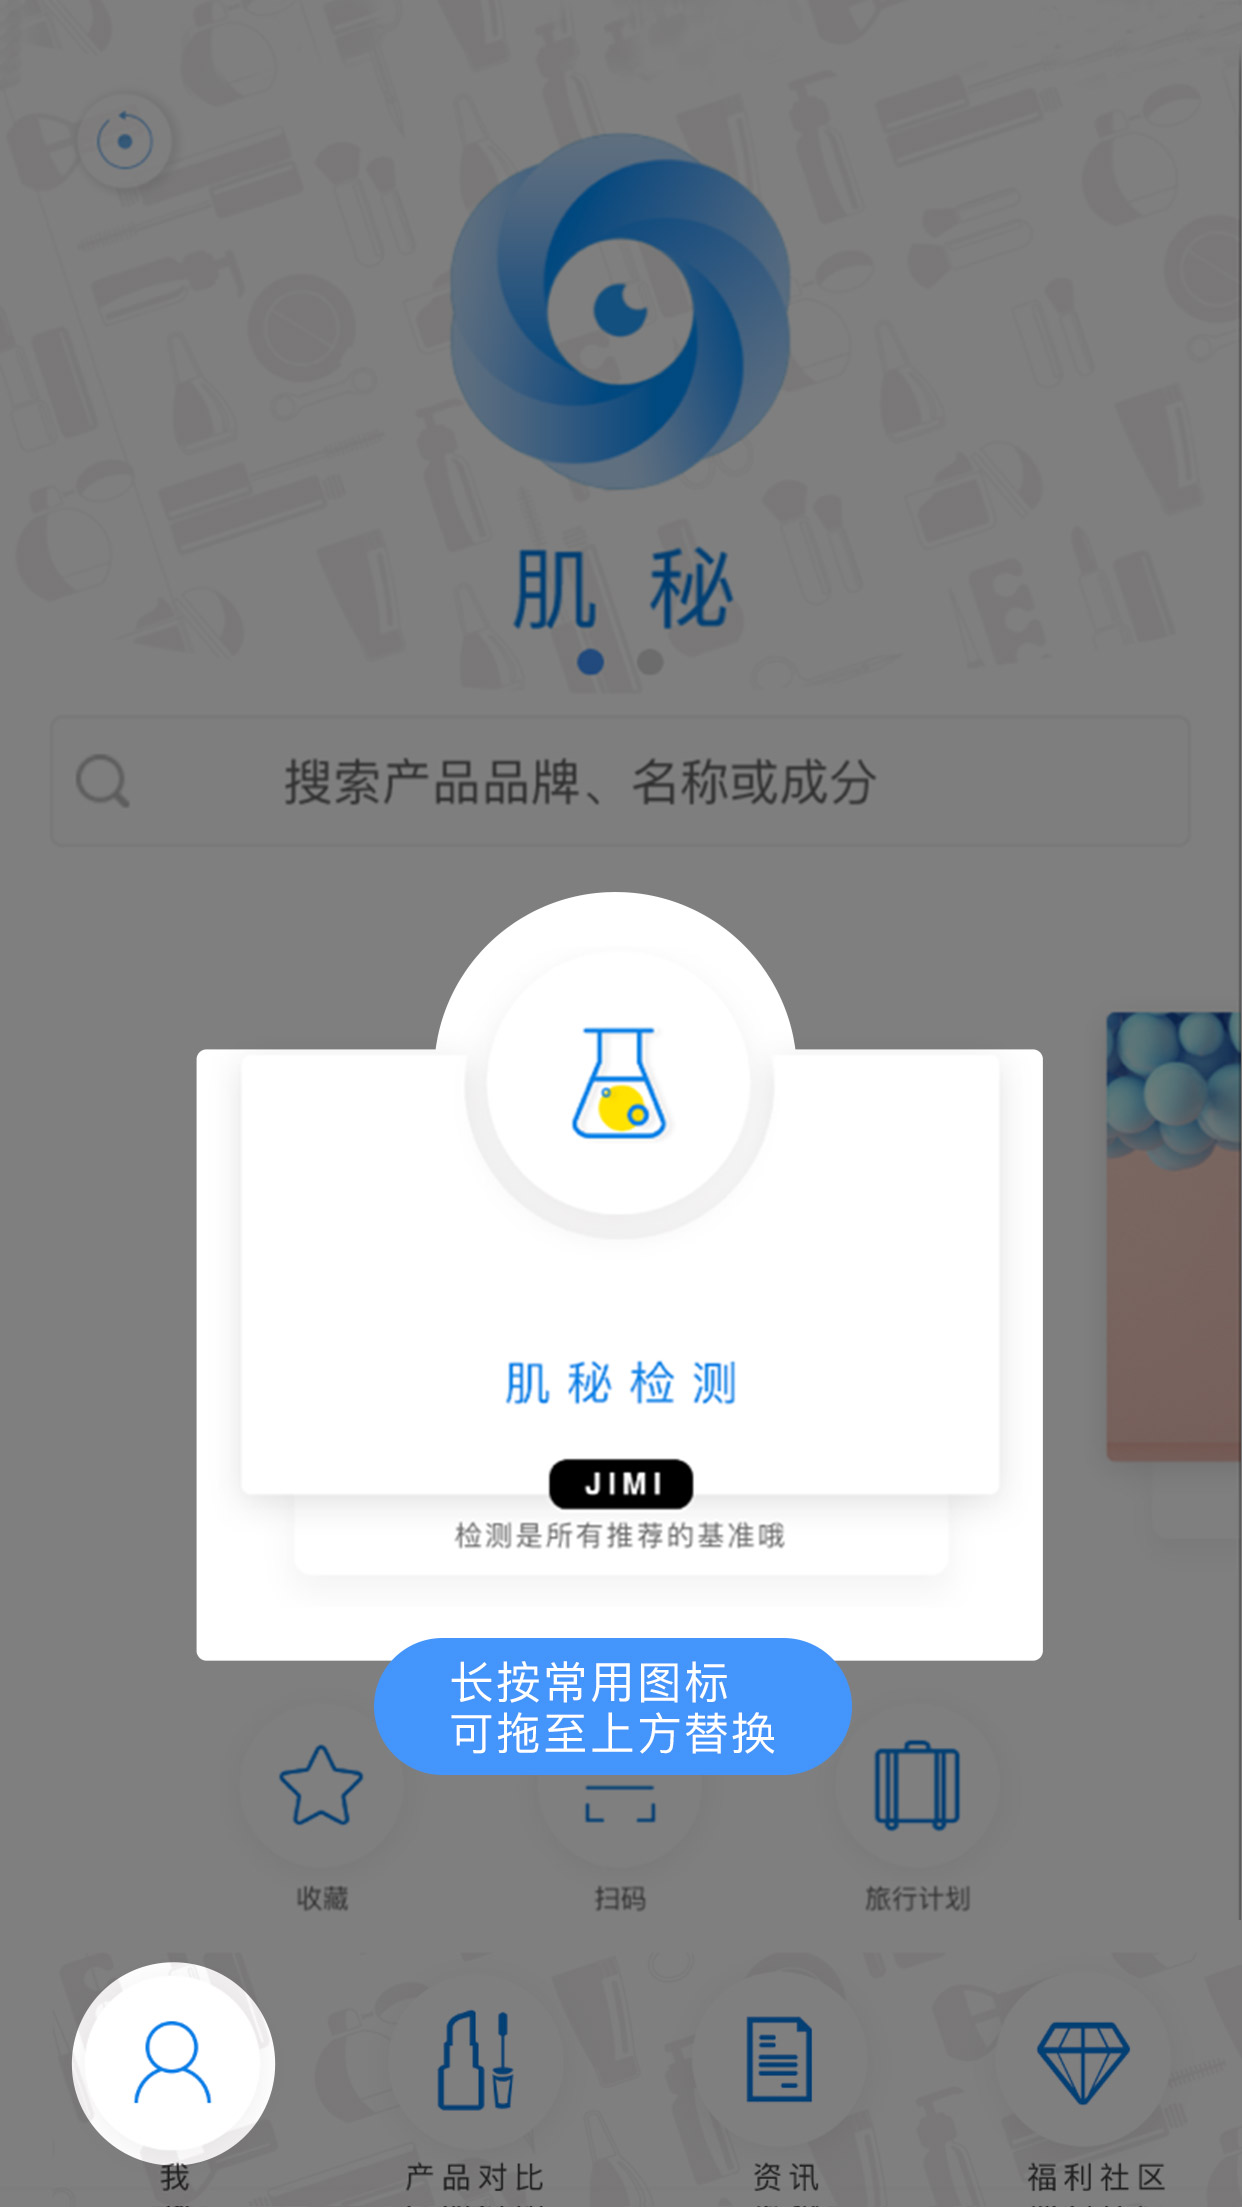 肌秘
搜索产品品牌、名称或成分
肌秘检测
JIMI
检测是所有推荐的基准哦
长按常用图标
可拖至上方替换
收藏
扫码
旅行计划
我
产品对比
资讯
福利社区